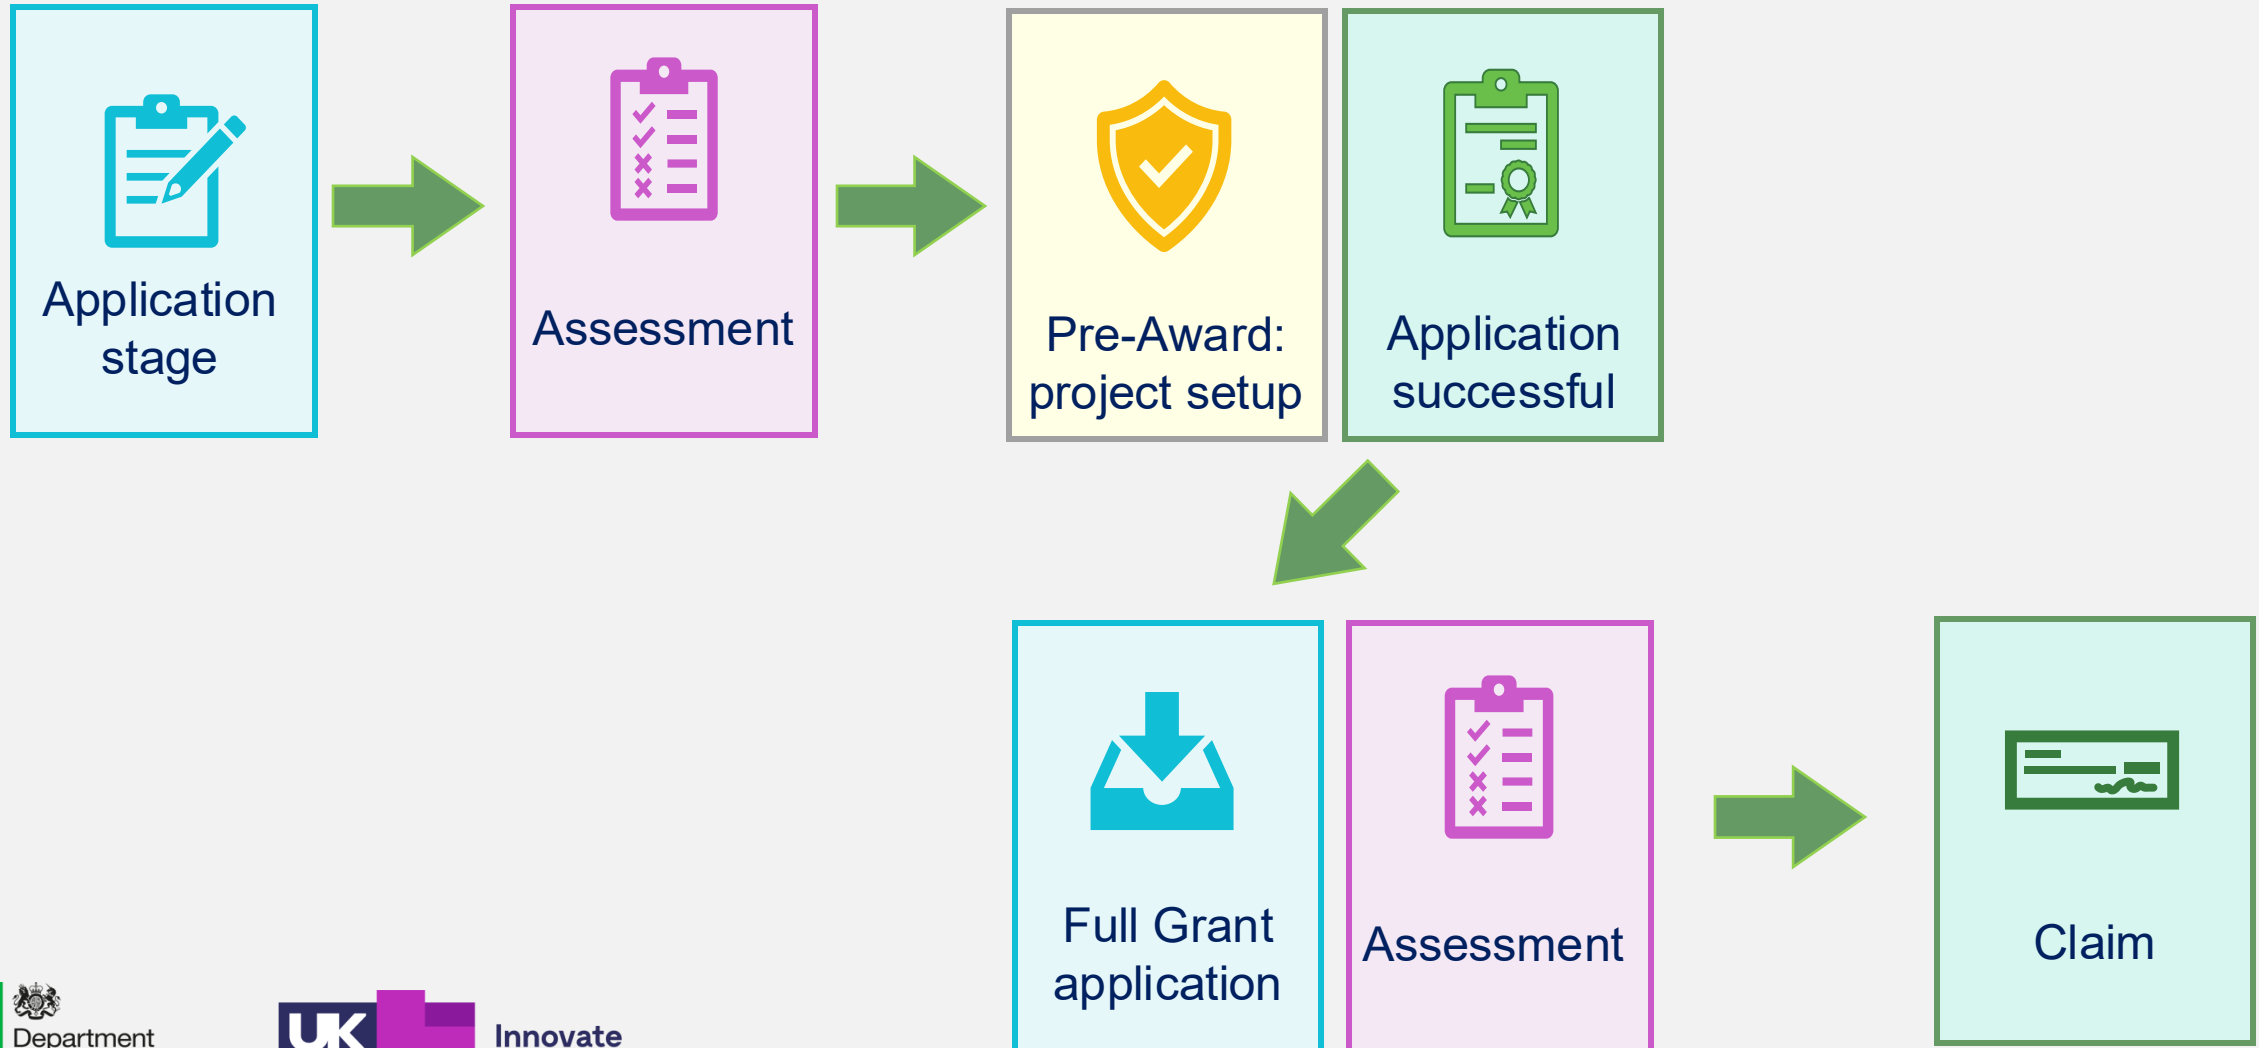 Application
stage
Assessment
Pre-Award:
project setup
Application
successful
Full Grant
application
Assessment
Claim
Department
UK
Innovate